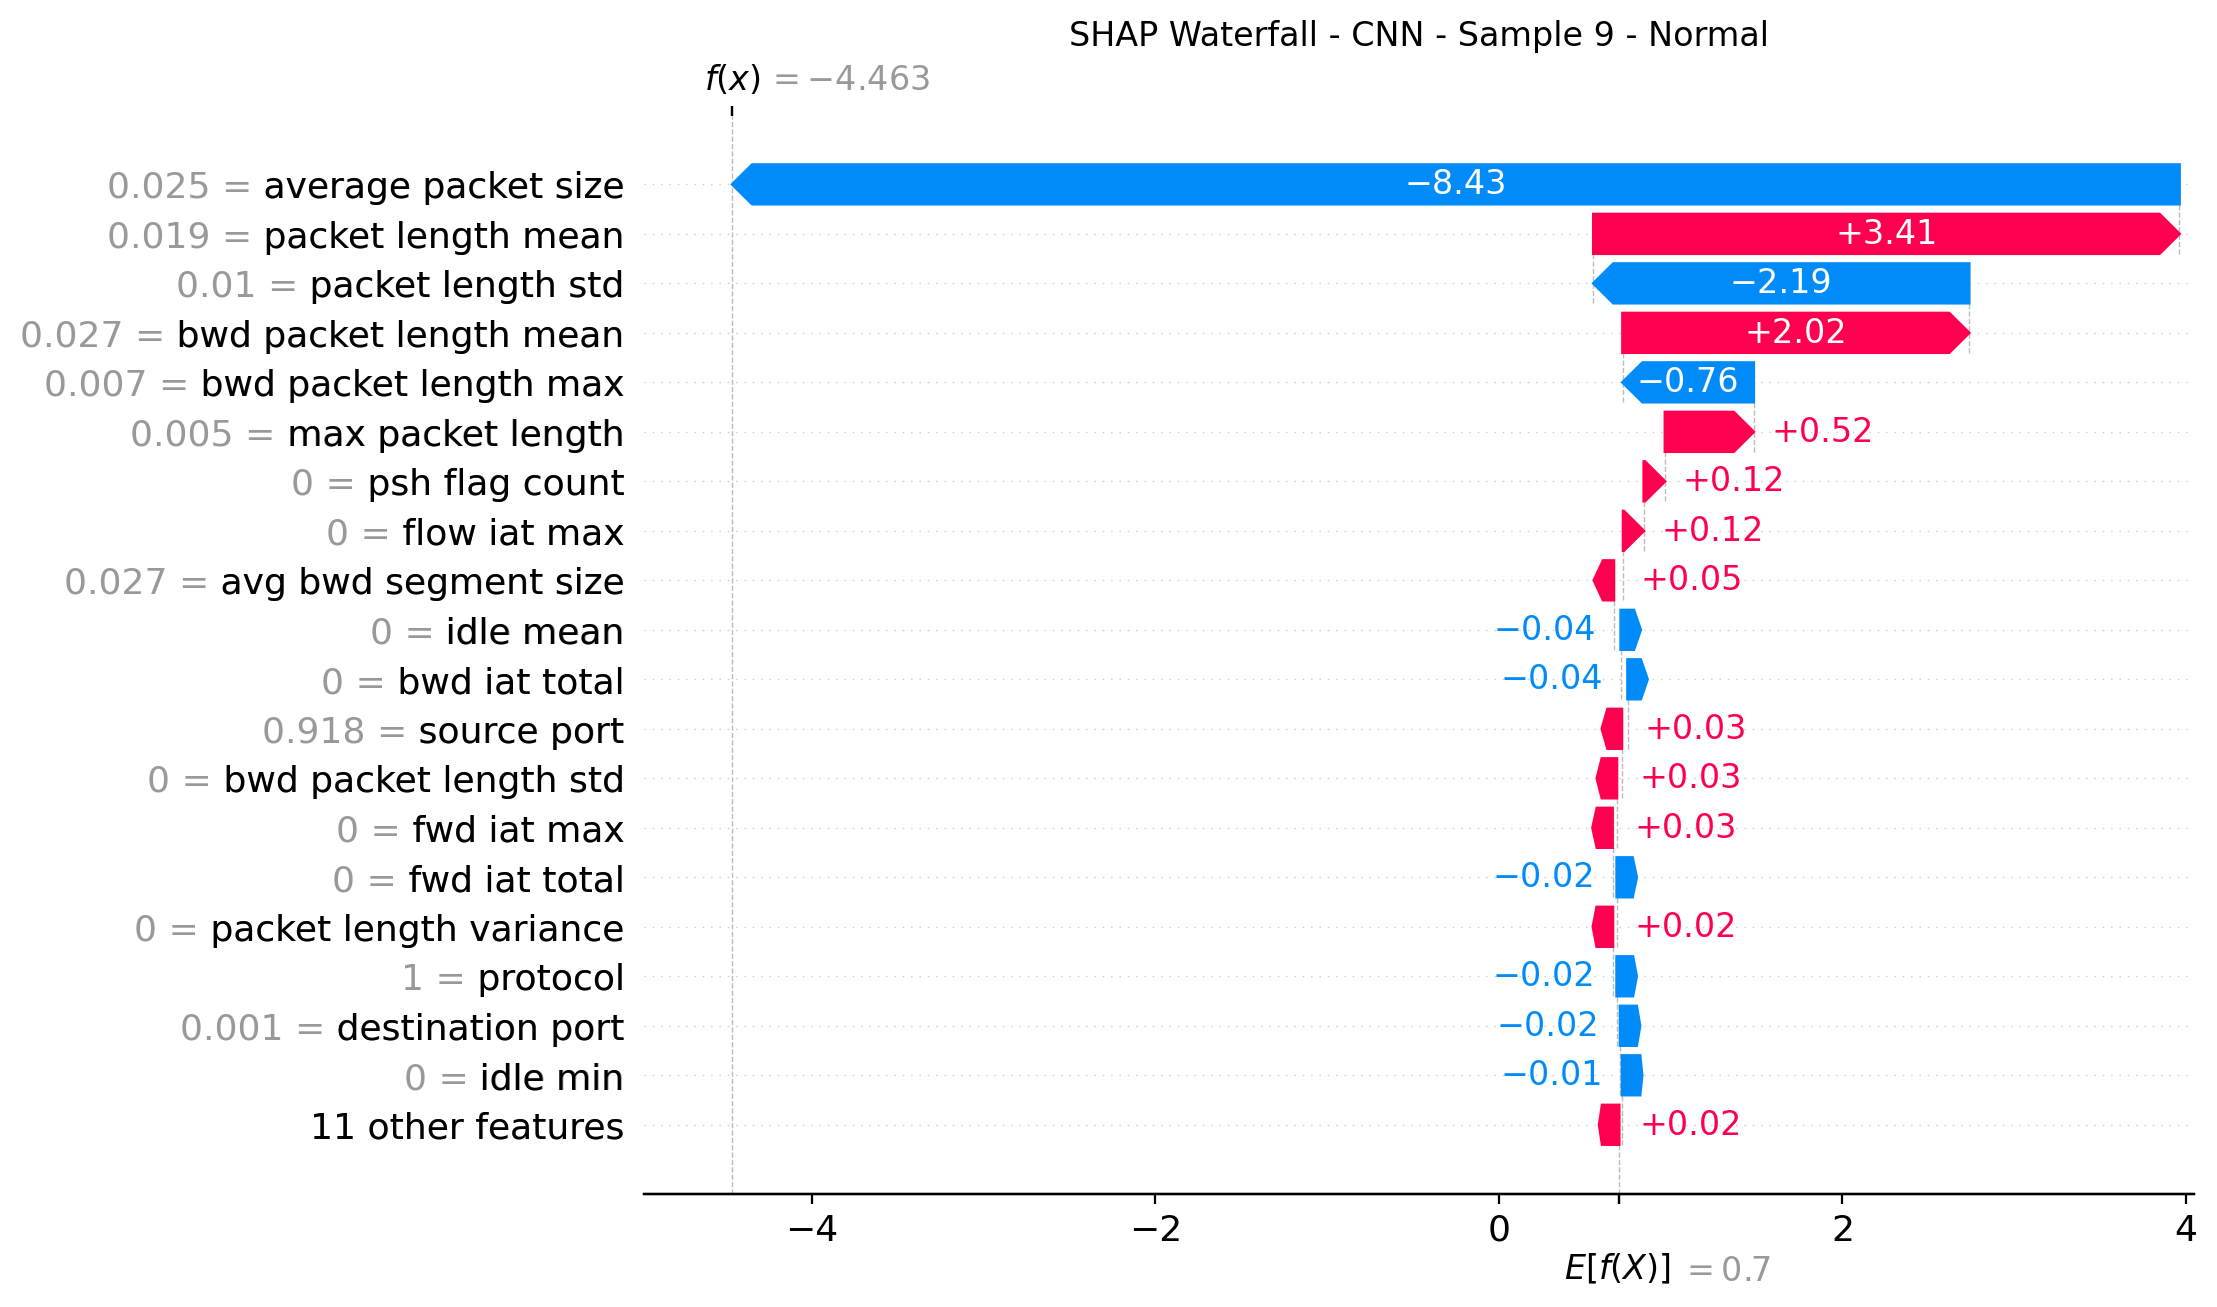 SHAP Waterfall - CNN - Sample 9 - Normal
f(x) = −4.463
0.025 = average packet size −8.43
0.019 = packet length mean +3.41
0.01 = packet length std −2.19
0.027 = bwd packet length mean +2.02
0.007 = bwd packet length max −0.76
0.005 = max packet length +0.52
0 = psh flag count +0.12
0 = flow iat max +0.12
0.027 = avg bwd segment size +0.05
0 = idle mean −0.04
0 = bwd iat total −0.04
0.918 = source port +0.03
0 = bwd packet length std +0.03
0 = fwd iat max +0.03
0 = fwd iat total −0.02
0 = packet length variance +0.02
1 = protocol −0.02
0.001 = destination port −0.02
0 = idle min −0.01
11 other features +0.02
−4 −2 0 2 4
E[f(X)] = 0.7